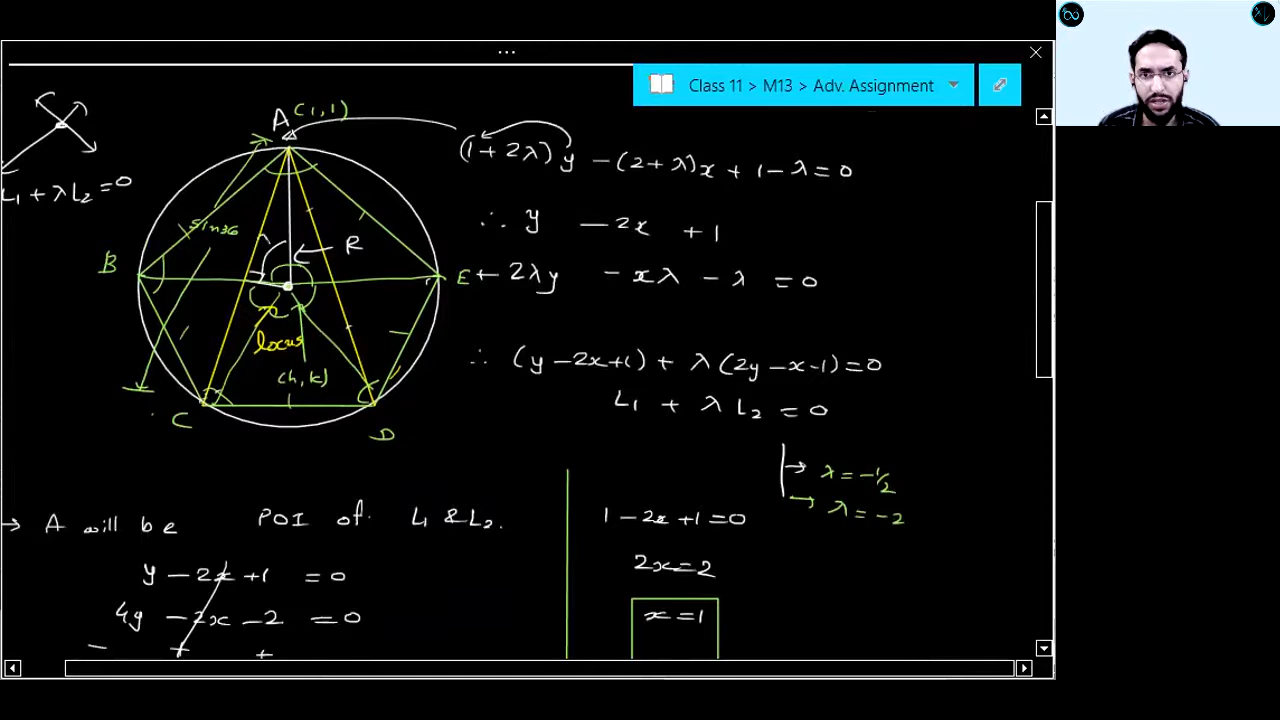 Class 11 > M13 > Adv. Assignment
A (1, 1)
(1 + 2λ) y - (2 + λ)x + 1 - λ = 0
L₁ + λL₂ = 0
∴ y - 2x + 1
sin36
R
B
E
+ 2λy - xλ - λ = 0
locus
(h, k)
∴ (y - 2x + 1) + λ (2y - x - 1) = 0
L₁ + λ L₂ = 0
C
D
→ λ = -1/2
→ λ = -2
→ A will be POI of L₁ & L₂.
y - 2x + 1 = 0
4y - 2x - 2 = 0
- + +
1 - 2x + 1 = 0
2x = 2
x = 1